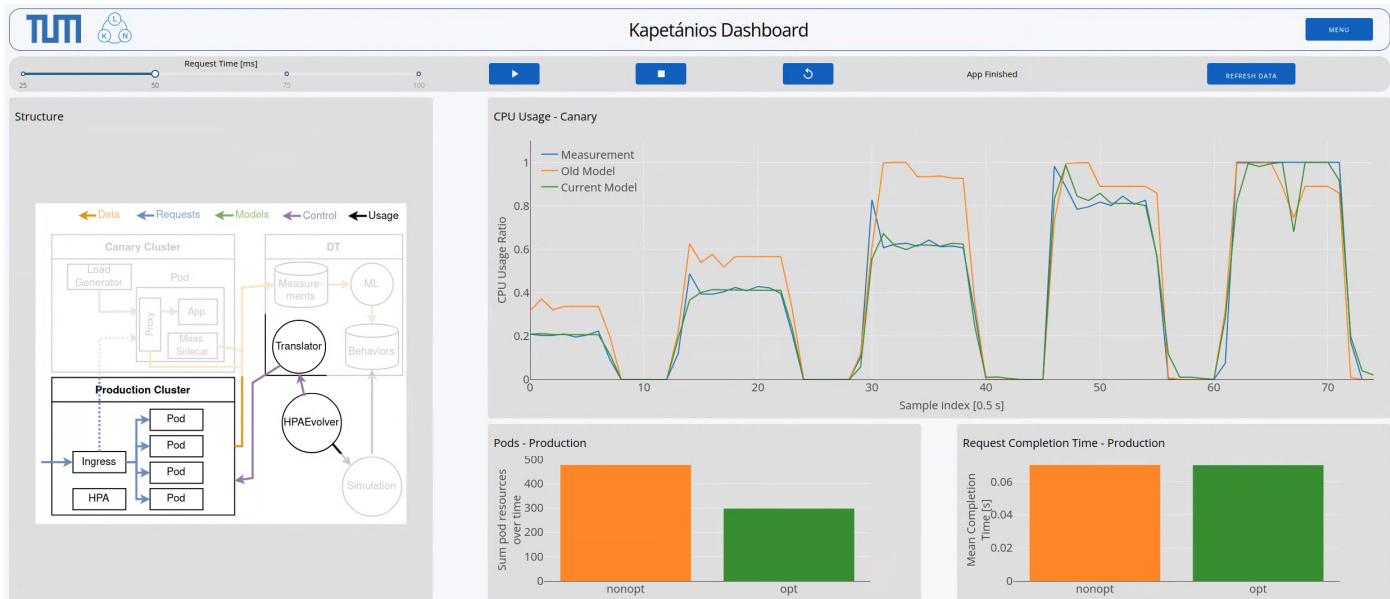 TUM
L
K N
Kapetánios Dashboard
MENU
Request Time [ms]
25 50 75 100
App Finished
REFRESH DATA
Structure
Data Requests Models Control Usage
Canary Cluster
DT
Load
Generator
Pod
Proxy
App.
Meas.
Sidecar
Measure-
ments
ML
Translator
Behaviors
Production Cluster
Pod
Pod
Pod
Pod
Ingress
HPA
HPAEvolver
Simulation
CPU Usage - Canary
Measurement
Old Model
Current Model
CPU Usage Ratio
1
0.8
0.6
0.4
0.2
0
0 10 20 30 40 50 60 70
Sample index [0.5 s]
Pods - Production
Sum pod resources
over time
500
400
300
200
100
0
nonopt opt
Request Completion Time - Production
Mean Completion
Time [s]
0.06
0.04
0.02
0
nonopt opt